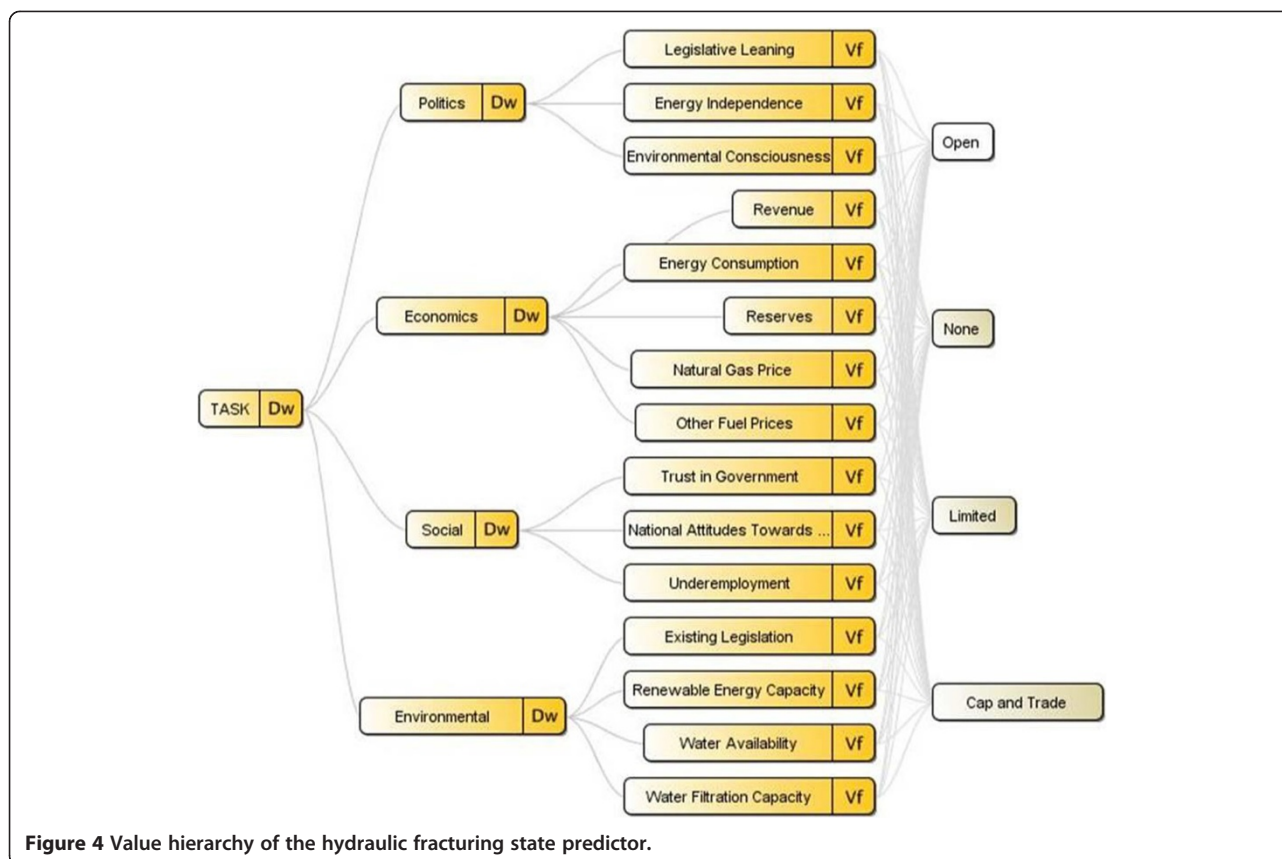 TASK Dw
Politics Dw
Economics Dw
Social Dw
Environmental Dw
Legislative Leaning Vf
Energy Independence Vf
Environmental Consciousness Vf
Revenue Vf
Energy Consumption Vf
Reserves Vf
Natural Gas Price Vf
Other Fuel Prices Vf
Trust in Government Vf
National Attitudes Towards ... Vf
Underemployment Vf
Existing Legislation Vf
Renewable Energy Capacity Vf
Water Availability Vf
Water Filtration Capacity Vf
Open
None
Limited
Cap and Trade
Figure 4 Value hierarchy of the hydraulic fracturing state predictor.